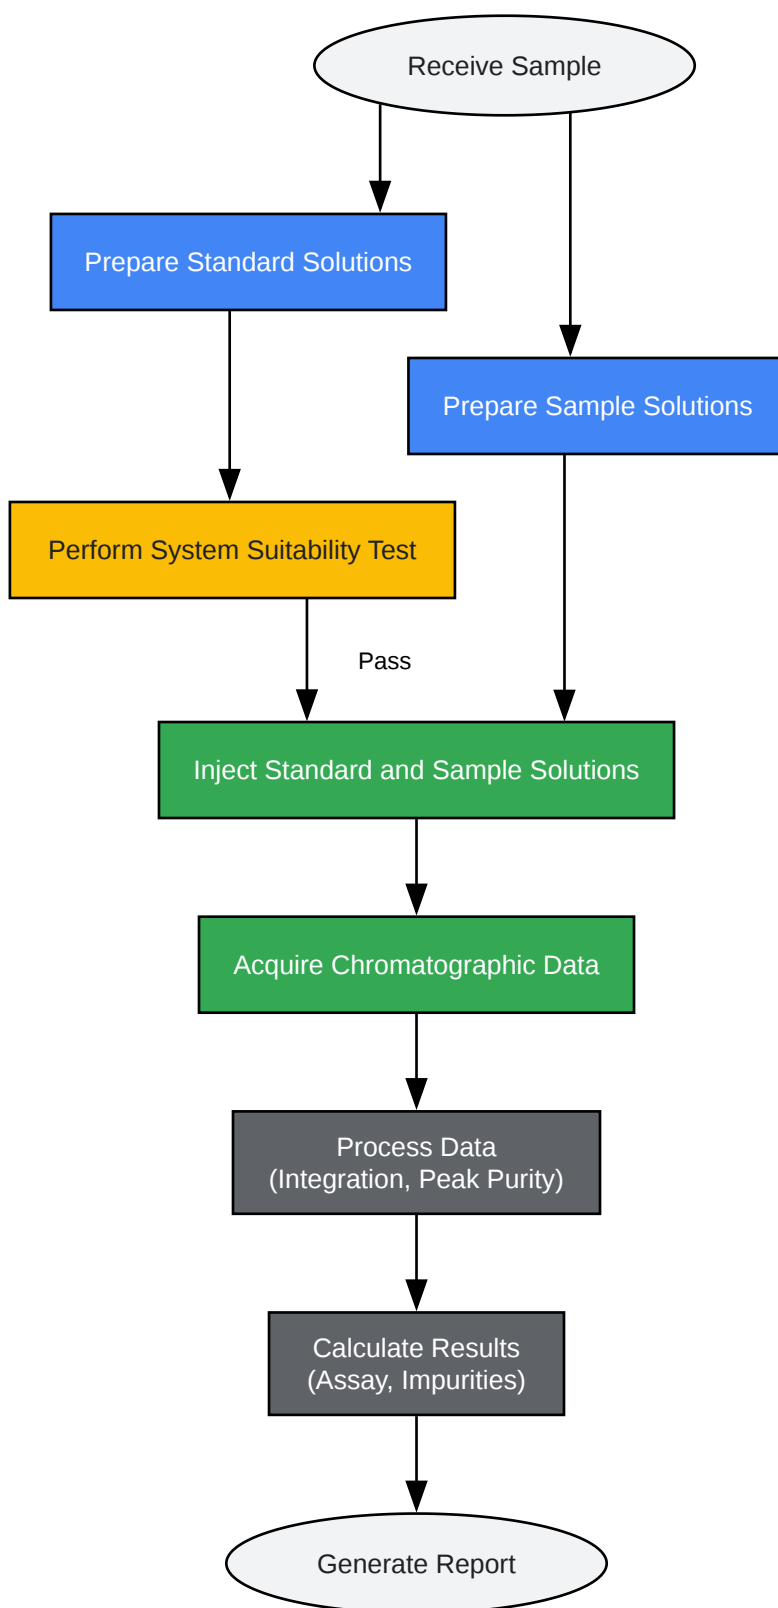 Receive Sample
Prepare Standard Solutions
Prepare Sample Solutions
Perform System Suitability Test
Pass
Inject Standard and Sample Solutions
Acquire Chromatographic Data
Process Data
(Integration, Peak Purity)
Calculate Results
(Assay, Impurities)
Generate Report